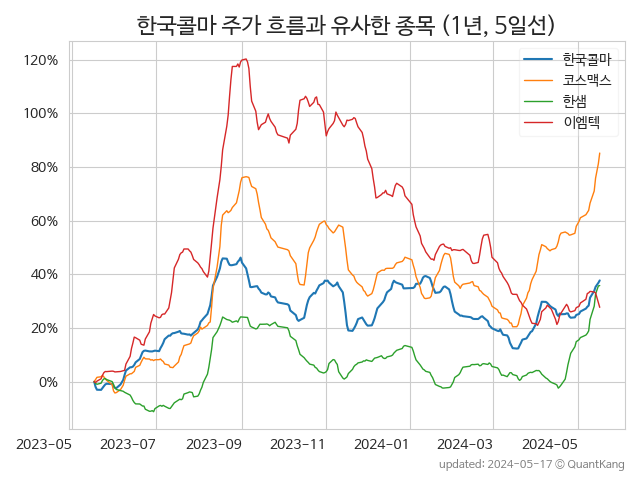 한국콜마 주가 흐름과 유사한 종목 (1년, 5일선)
한국콜마
코스맥스
한샘
이엠텍
120%
100%
80%
60%
40%
20%
0%
2023-05 2023-07 2023-09 2023-11 2024-01 2024-03 2024-05
updated: 2024-05-17 © QuantKang